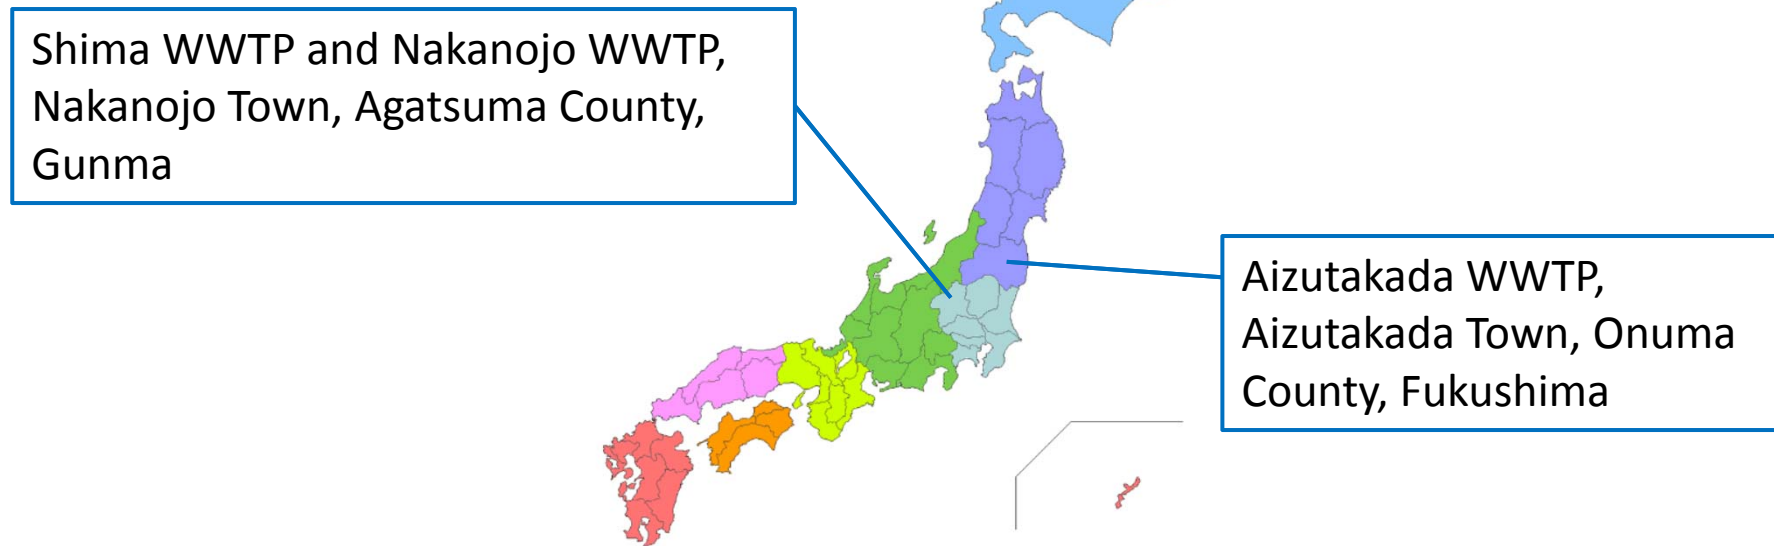 Shima WWTP and Nakanojo WWTP,
Nakanojo Town, Agatsuma County,
Gunma
Aizutakada WWTP,
Aizutakada Town, Onuma
County, Fukushima